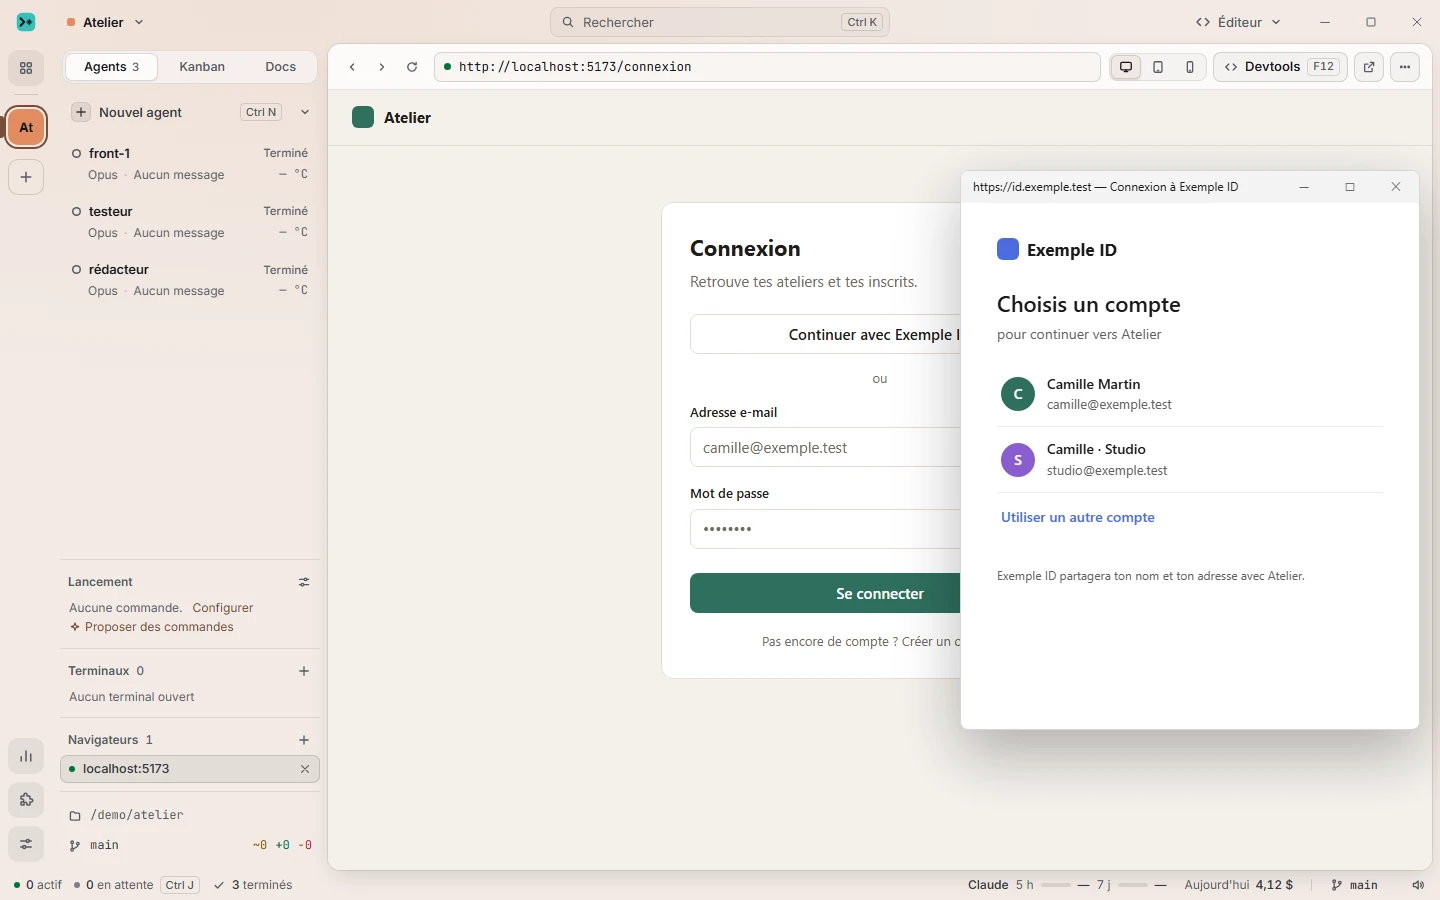 Atelier
Rechercher
Ctrl K
Éditeur
Agents 3
Kanban
Docs
Nouvel agent
Ctrl N
At
front-1
Terminé
Opus · Aucun message
— °C
testeur
Terminé
Opus · Aucun message
— °C
rédacteur
Terminé
Opus · Aucun message
— °C
Lancement
Aucune commande. Configurer
Proposer des commandes
Terminaux 0
Aucun terminal ouvert
Navigateurs 1
localhost:5173
/demo/atelier
main
~0 +0 -0
http://localhost:5173/connexion
Devtools
F12
Atelier
Connexion
Retrouve tes ateliers et tes inscrits.
Continuer avec Exemple I
ou
Adresse e-mail
camille@exemple.test
Mot de passe
••••••••
Se connecter
Pas encore de compte ? Créer un c
https://id.exemple.test — Connexion à Exemple ID
Exemple ID
Choisis un compte
pour continuer vers Atelier
C
Camille Martin
camille@exemple.test
S
Camille · Studio
studio@exemple.test
Utiliser un autre compte
Exemple ID partagera ton nom et ton adresse avec Atelier.
0 actif
0 en attente
Ctrl J
3 terminés
Claude 5 h — 7 j —
Aujourd'hui 4,12 $
main